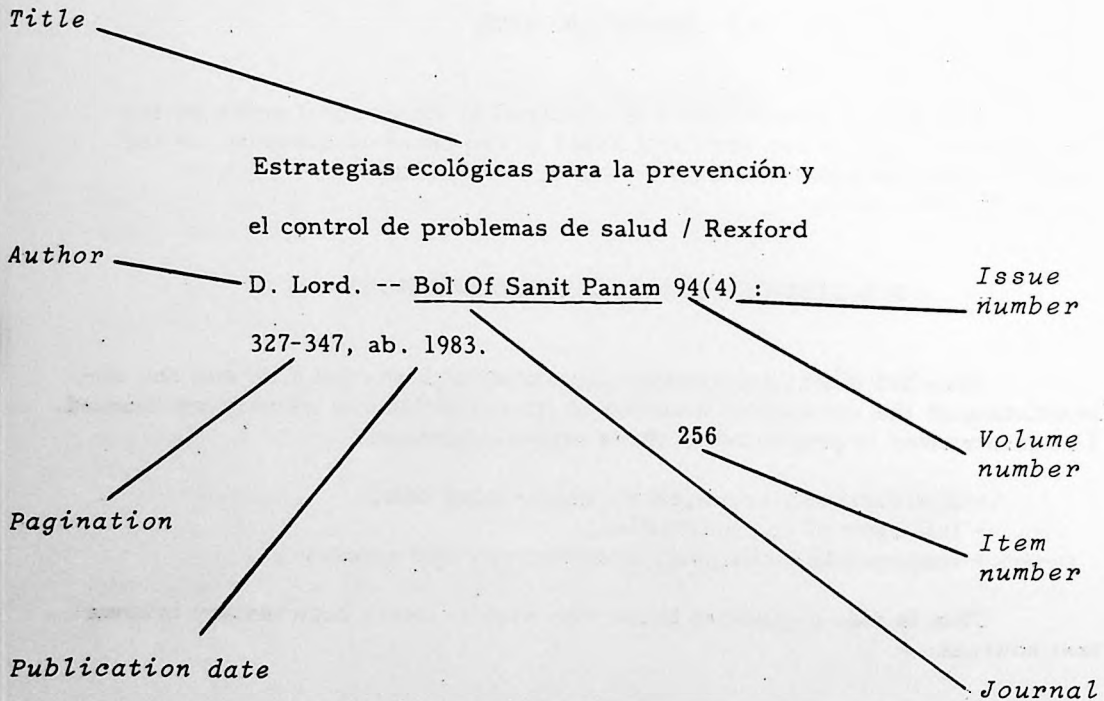 Title
Estrategias ecológicas para la prevención y
el control de problemas de salud / Rexford
Author
D. Lord. -- Bol Of Sanit Panam 94(4) :
Issue
number
327-347, ab. 1983.
256
Volume
number
Pagination
Item
number
Publication date
Journal